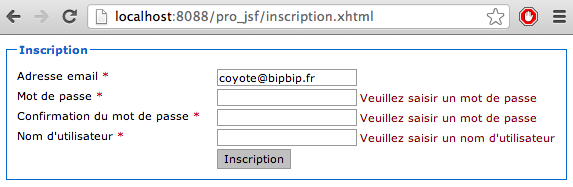 localhost:8088/pro_jsf/inscription.xhtml
Inscription
Adresse email * coyote@bipbip.fr
Mot de passe * Veuillez saisir un mot de passe
Confirmation du mot de passe * Veuillez saisir un mot de passe
Nom d'utilisateur * Veuillez saisir un nom d'utilisateur
Inscription